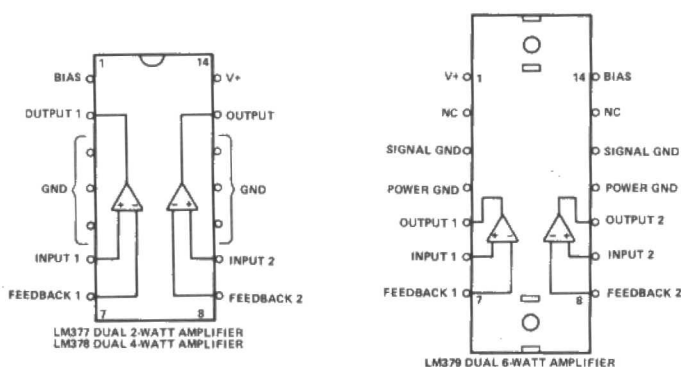 1 14
BIAS V+
OUTPUT 1 OUTPUT
GND GND
+ - - +
INPUT 1 INPUT 2
FEEDBACK 1 FEEDBACK 2
7 8
LM377 DUAL 2-WATT AMPLIFIER
LM378 DUAL 4-WATT AMPLIFIER
V+ 1 14 BIAS
NC NC
SIGNAL GND SIGNAL GND
POWER GND POWER GND
OUTPUT 1 OUTPUT 2
+ - - +
INPUT 1 INPUT 2
FEEDBACK 1 FEEDBACK 2
7 8
LM379 DUAL 6-WATT AMPLIFIER